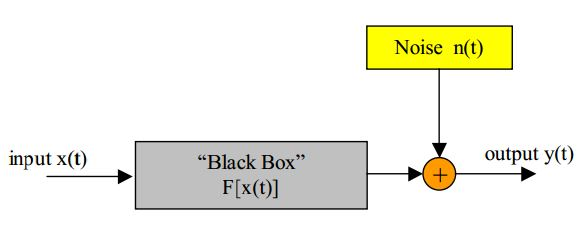 Noise n(t)
input x(t)
“Black Box”
F[x(t)]
+
output y(t)